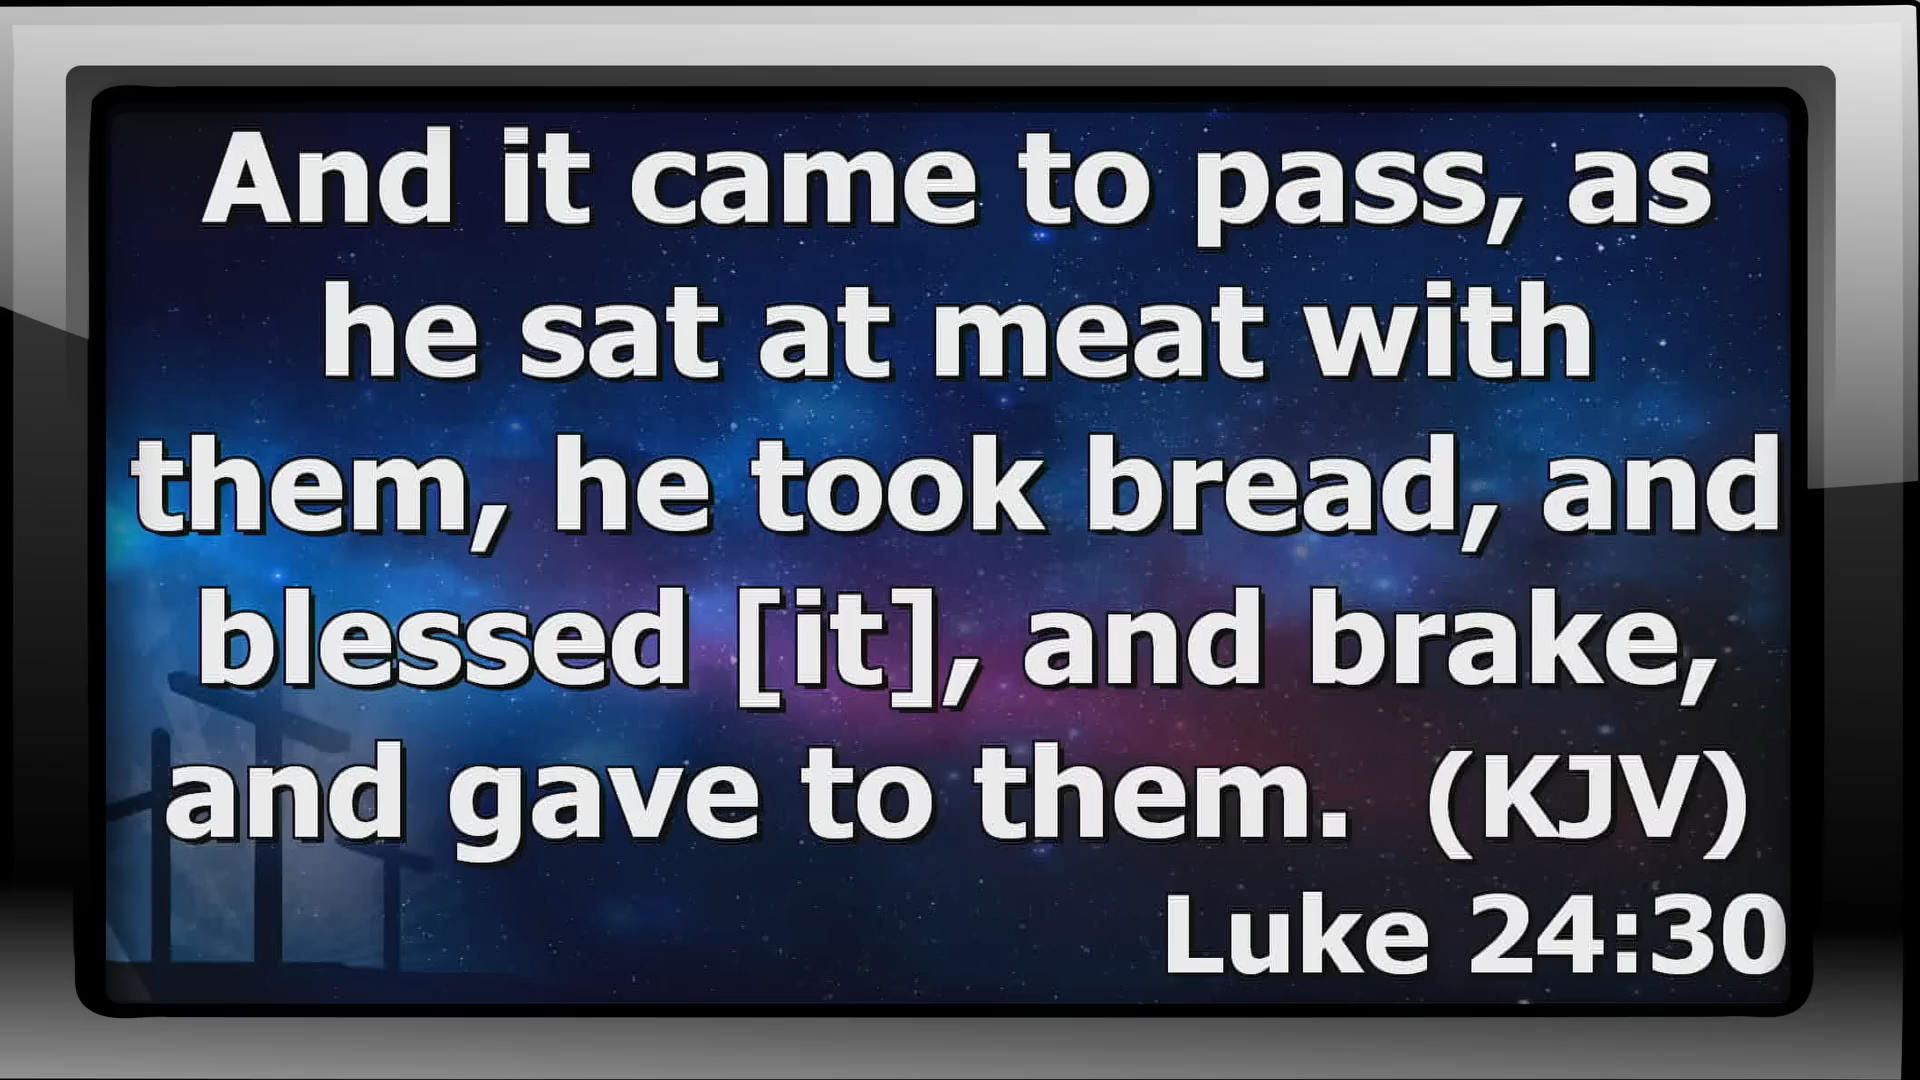 And it came to pass, as
he sat at meat with
them, he took bread, and
blessed [it], and brake,
and gave to them.  (KJV)
Luke 24:30